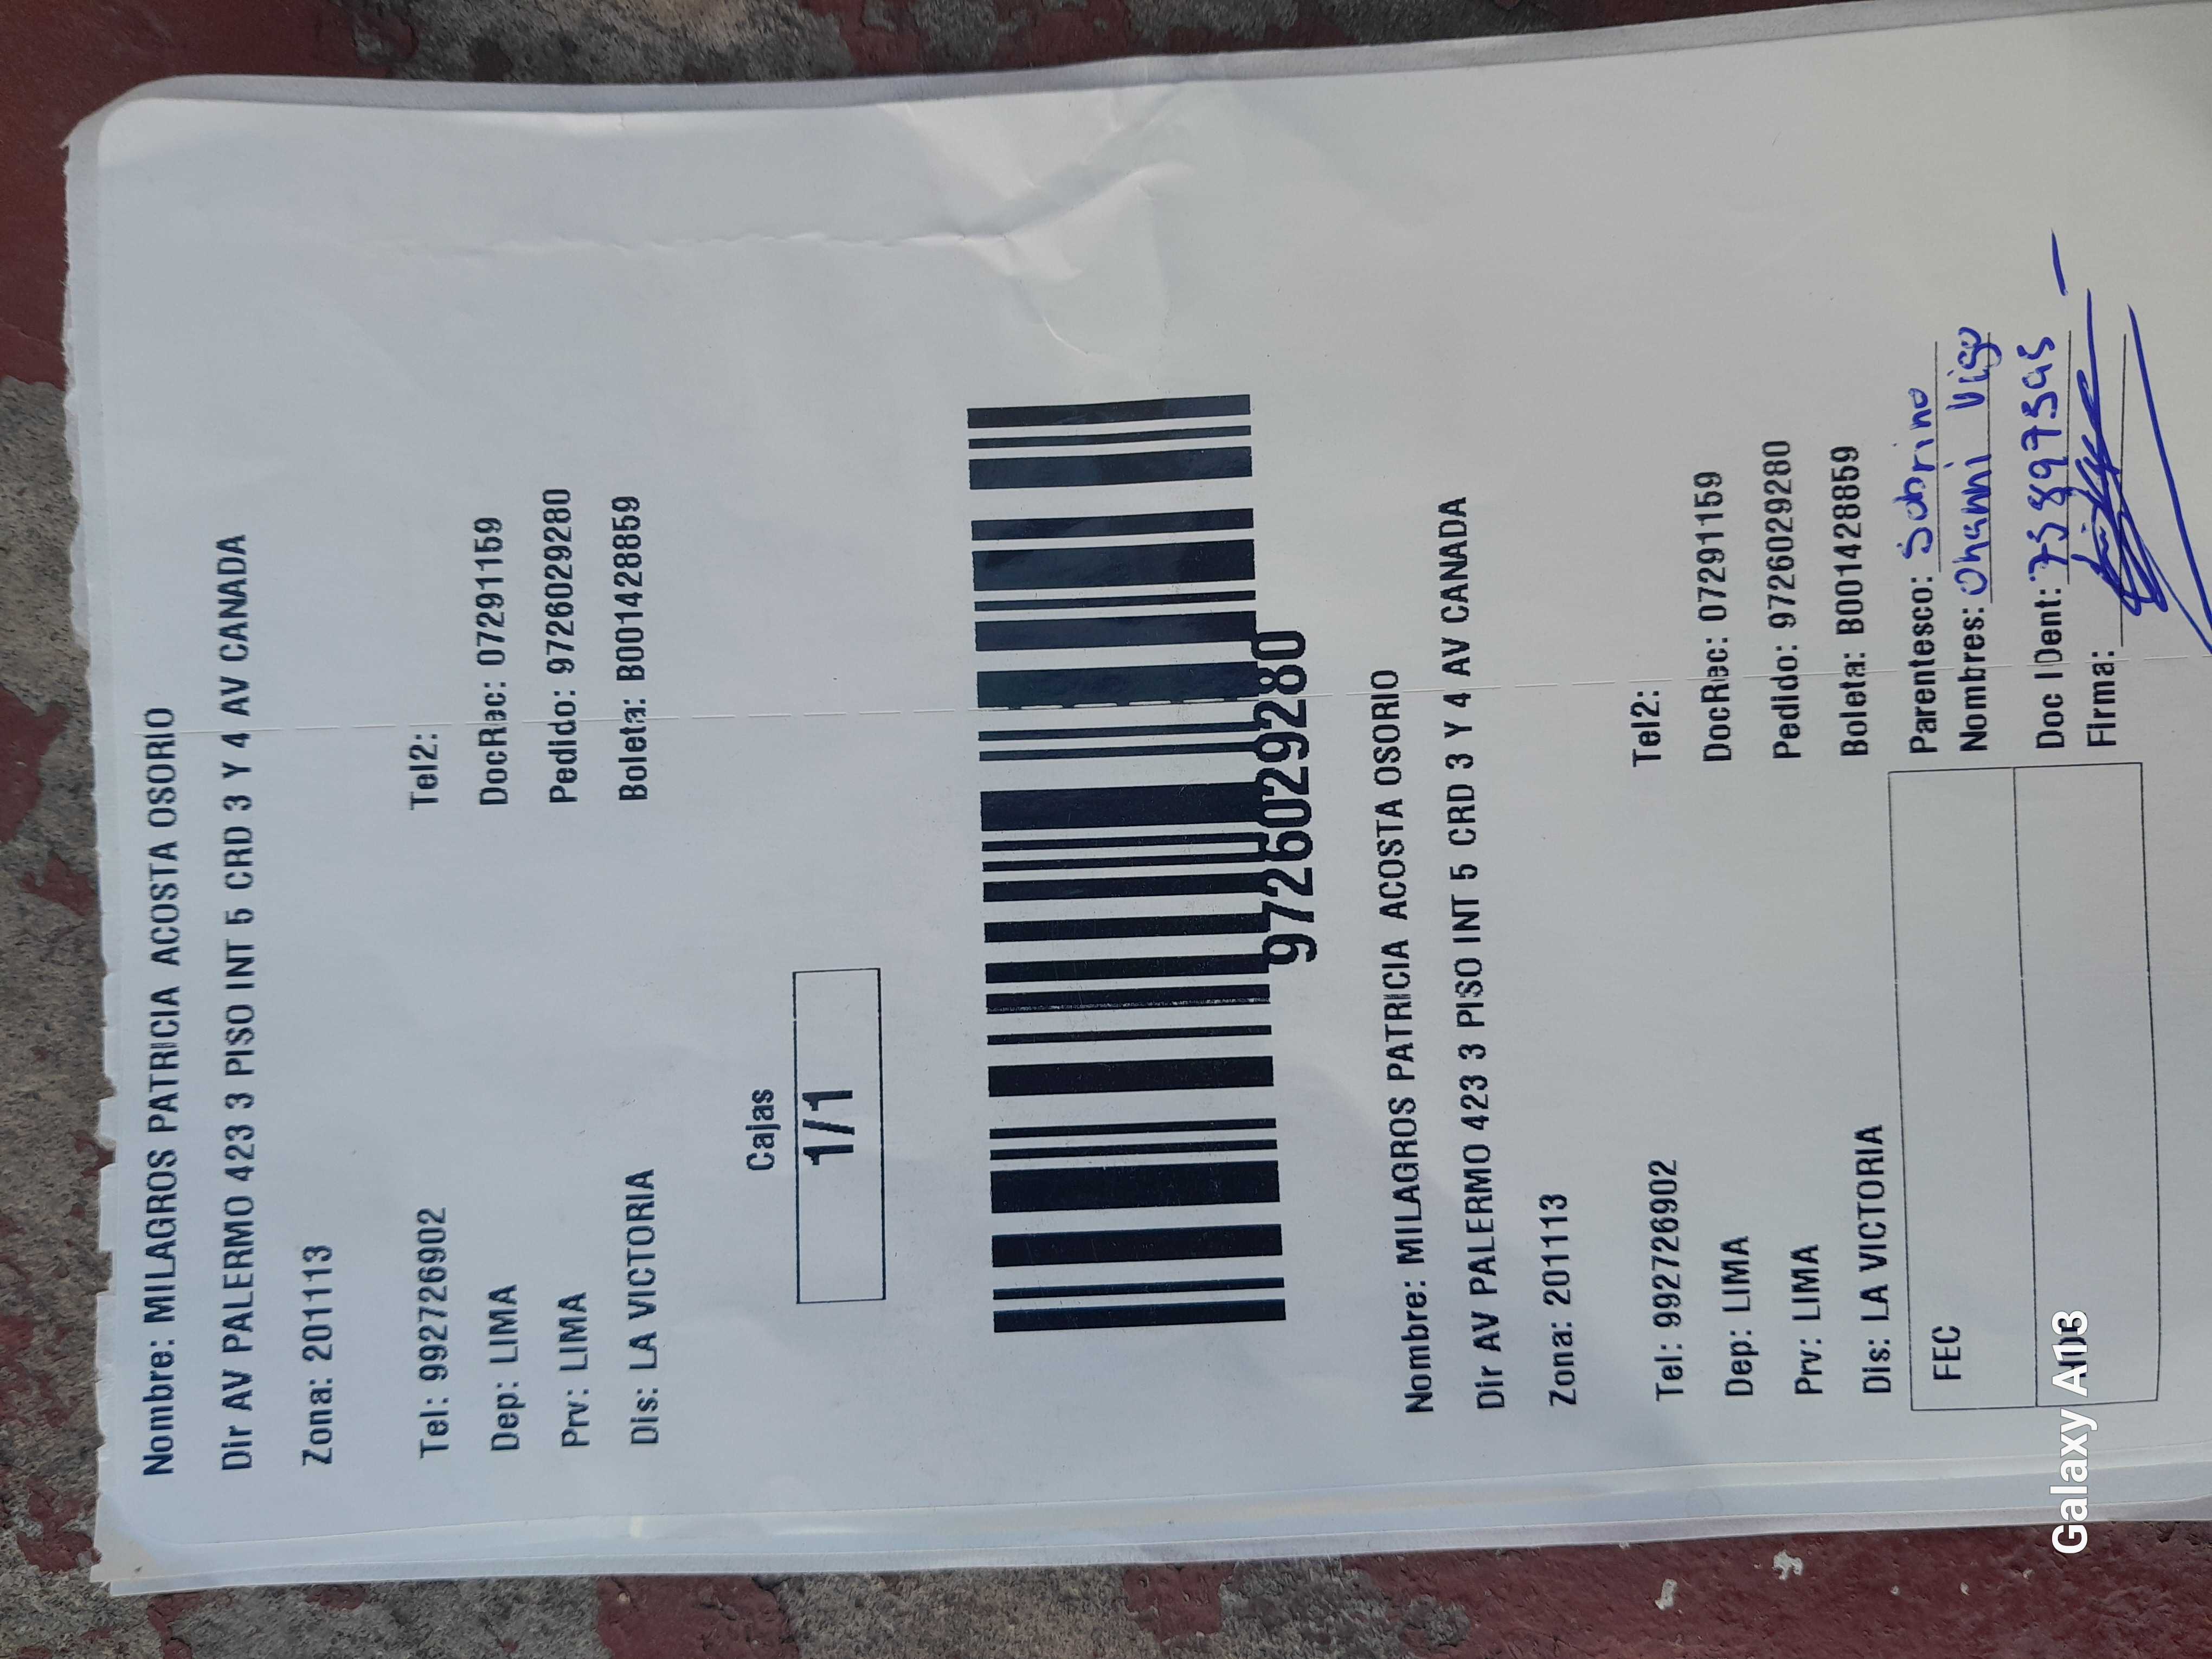 Nombre: MILAGROS PATRICIA ACOSTA OSORIO
Dir AV PALERMO 423 3 PISO INT 5 CRD 3 Y 4 AV CANADA
Zona: 201113
Tel: 992726902 Tel2:
Dep: LIMA DocRec: 07291159
Prv: LIMA Pedido: 9726029280
Dis: LA VICTORIA Boleta: B001428859
Cajas
1/1
9726029280
Nombre: MILAGROS PATRICIA ACOSTA OSORIO
Dir AV PALERMO 423 3 PISO INT 5 CRD 3 Y 4 AV CANADA
Zona: 201113
Tel: 992726902 Tel2:
Dep: LIMA DocRec: 07291159
Prv: LIMA Pedido: 9726029280
Dis: LA VICTORIA Boleta: B001428859
FEC Parentesco: Sobrino
Nombres: Vigo
Doc IDent:
Firma:
Galaxy A13